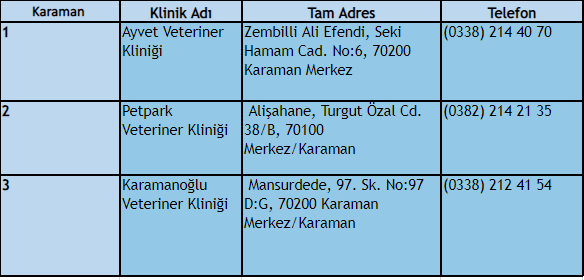 Karaman Klinik Adı Tam Adres Telefon
1 Ayvet Veteriner Zembilli Ali Efendi, Seki (0338) 214 40 70
Kliniği Hamam Cad. No:6, 70200
Karaman Merkez
2 Petpark Alişahane, Turgut Özal Cd. (0382) 214 21 35
Veteriner Kliniği 38/B, 70100
Merkez/Karaman
3 Karamanoğlu Mansurdede, 97. Sk. No:97 (0338) 212 41 54
Veteriner Kliniği D:G, 70200 Karaman
Merkez/Karaman